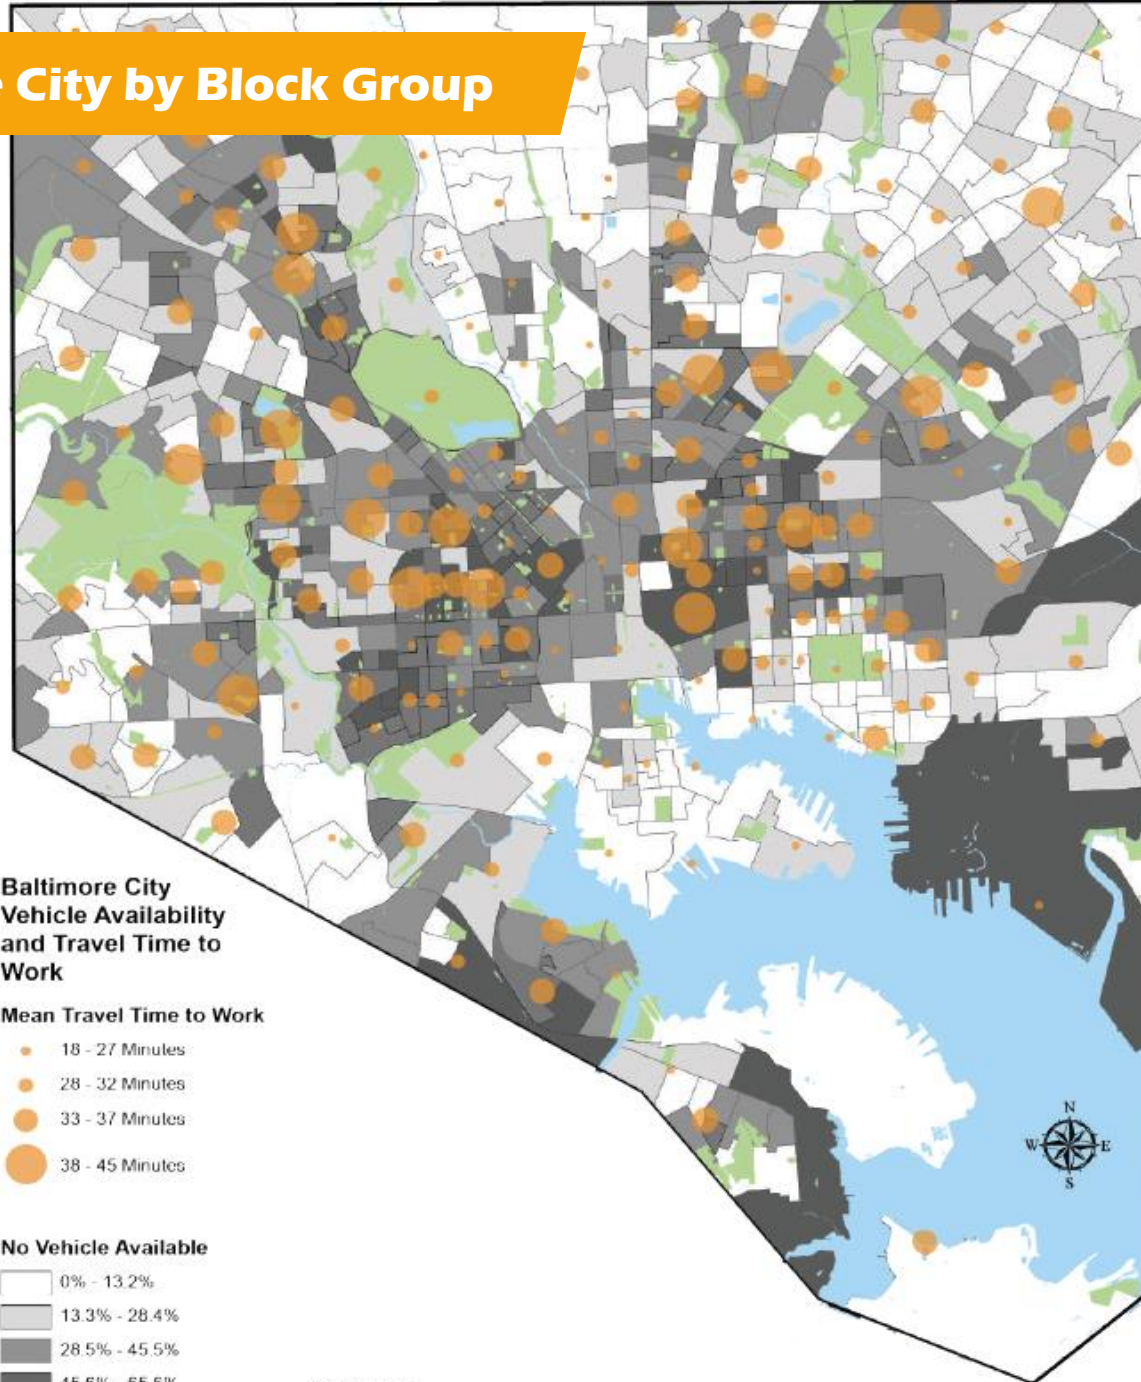 City by Block Group
Baltimore City
Vehicle Availability
and Travel Time to
Work
Mean Travel Time to Work
18 - 27 Minutes
28 - 32 Minutes
33 - 37 Minutes
38 - 45 Minutes
No Vehicle Available
0% - 13.2%
13.3% - 28.4%
28.5% - 45.5%
N
W E
S